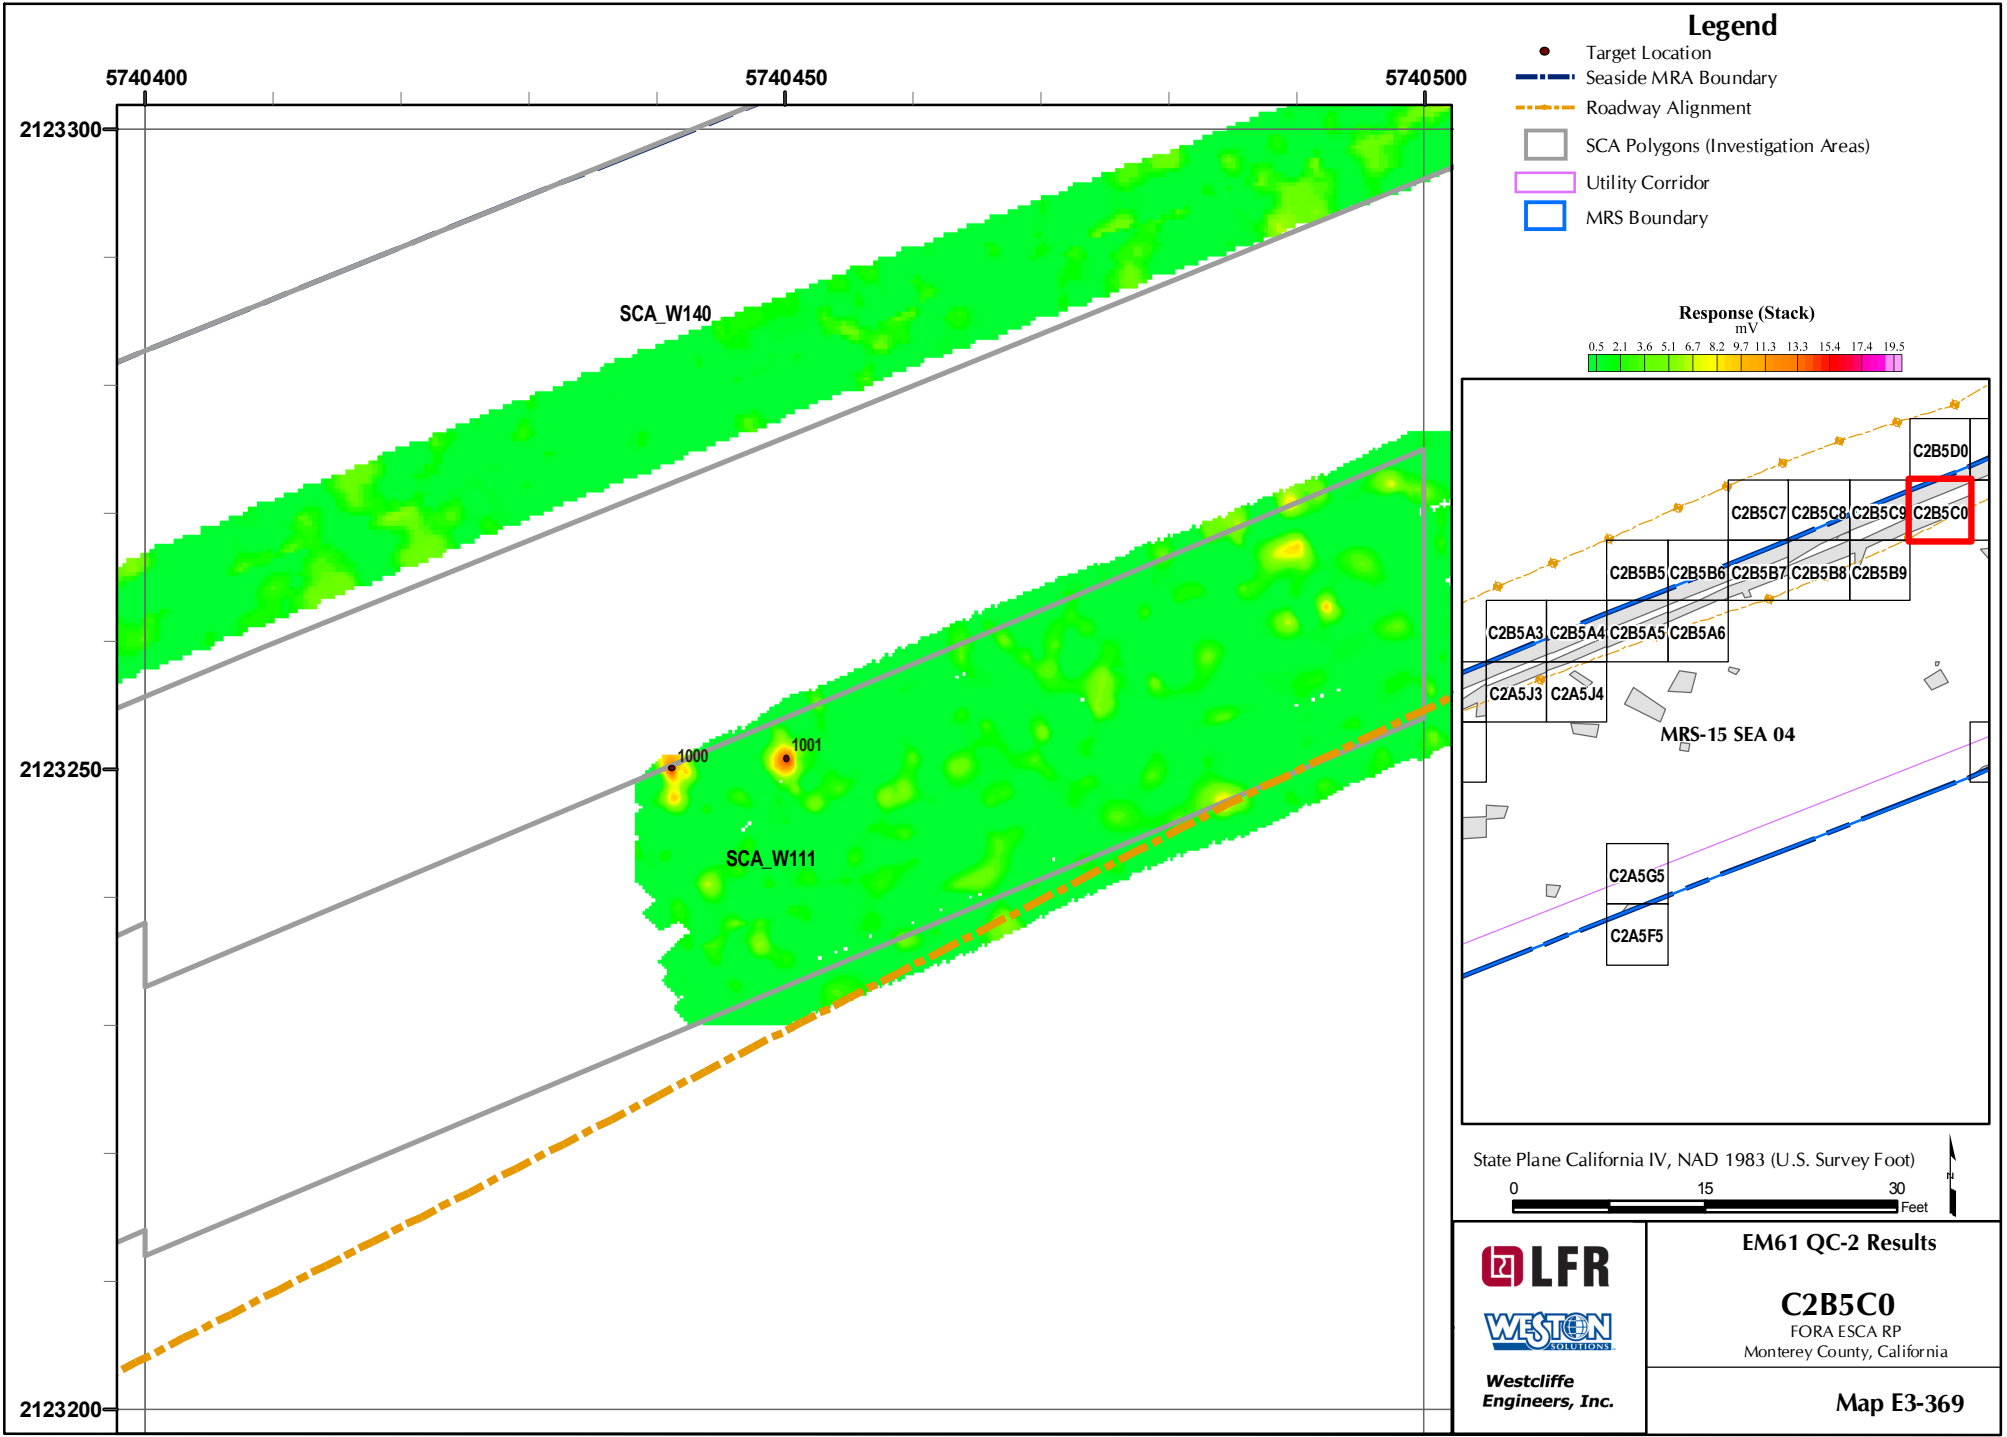 5740400
5740450
5740500
2123300
2123250
2123200
SCA_W140
1000
1001
SCA_W111
Legend
Target Location
Seaside MRA Boundary
Roadway Alignment
SCA Polygons (Investigation Areas)
Utility Corridor
MRS Boundary
Response (Stack)
mV
0.5 2.1 3.6 5.1 6.7 8.2 9.7 11.3 13.3 15.4 17.4 19.5
C2B5D0
C2B5C7 C2B5C8 C2B5C9 C2B5C0
C2B5B5 C2B5B6 C2B5B7 C2B5B8 C2B5B9
C2B5A3 C2B5A4 C2B5A5 C2B5A6
C2A5J3 C2A5J4
MRS-15 SEA 04
C2A5G5
C2A5F5
State Plane California IV, NAD 1983 (U.S. Survey Foot)
0 15 30
Feet
N
LFR
WESTON
SOLUTIONS
Westcliffe
Engineers, Inc.
EM61 QC-2 Results
C2B5C0
FORA ESCA RP
Monterey County, California
Map E3-369